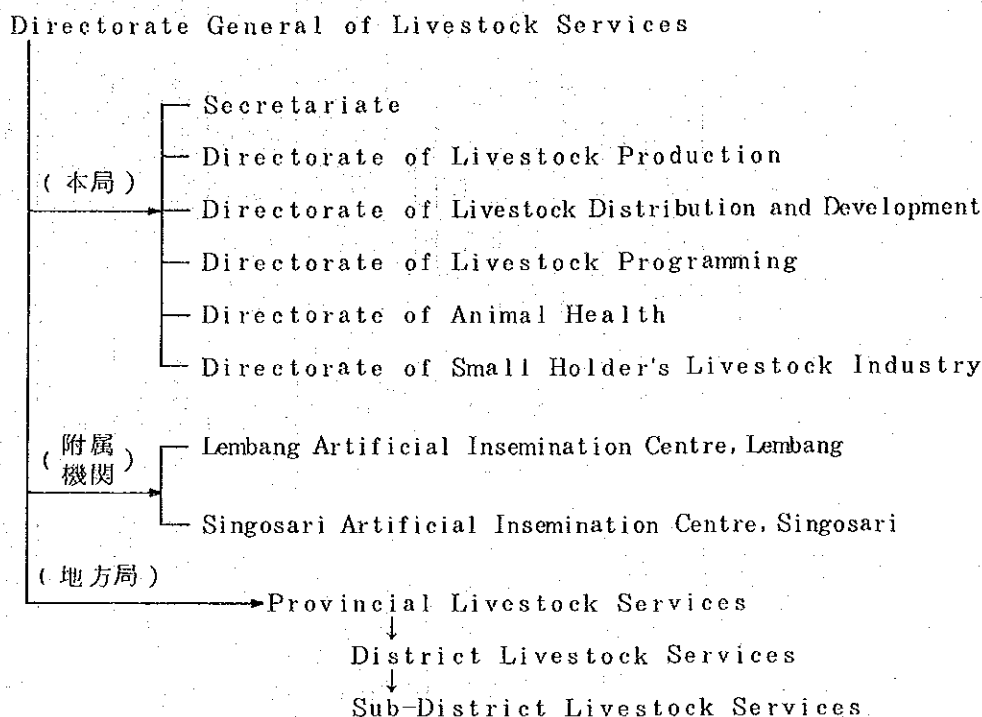 Directorate General of Livestock Services
Secretariate
Directorate of Livestock Production
(本局)
Directorate of Livestock Distribution and Development
Directorate of Livestock Programming
Directorate of Animal Health
Directorate of Small Holder's Livestock Industry
(附属機関)
Lembang Artificial Insemination Centre, Lembang
Singosari Artificial Insemination Centre, Singosari
(地方局)
Provincial Livestock Services
District Livestock Services
Sub-District Livestock Services